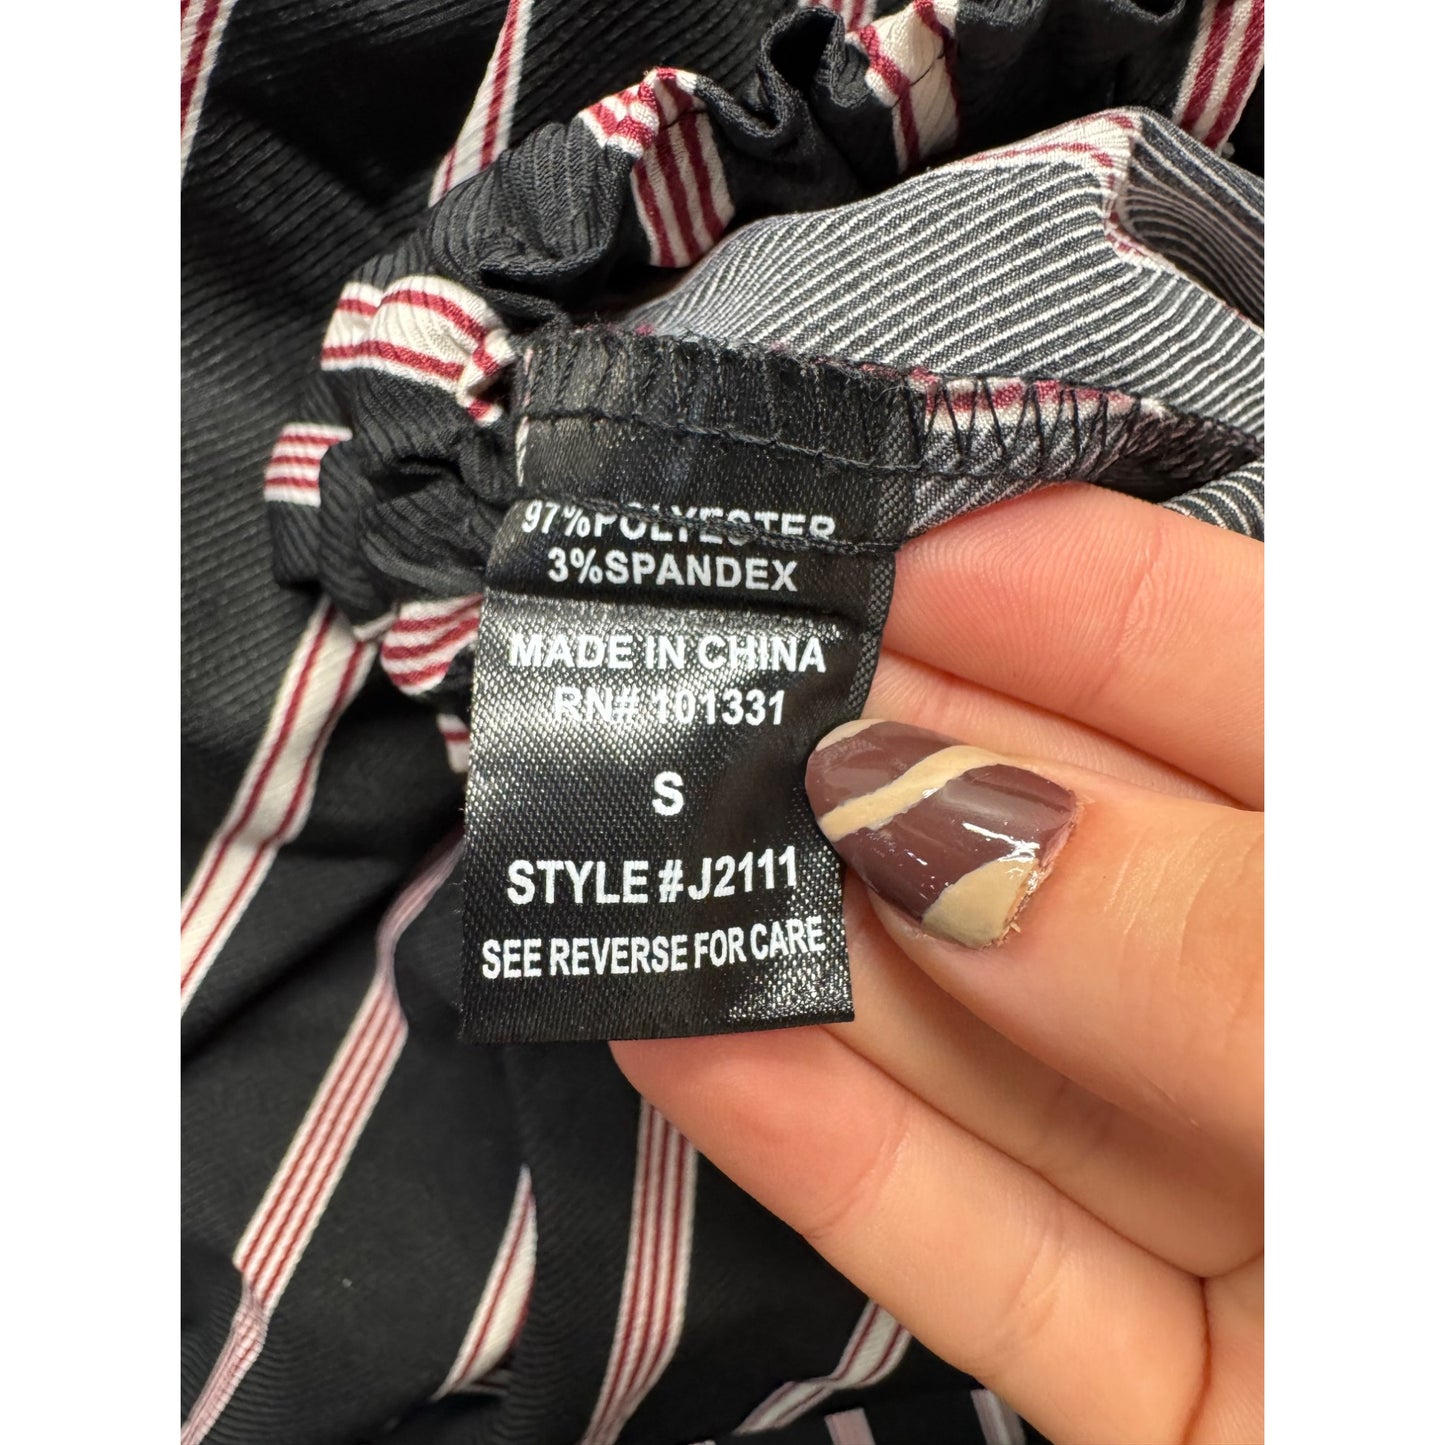 97%POLYESTER
3%SPANDEX
MADE IN CHINA
RN# 101331
S
STYLE #J2111
SEE REVERSE FOR CARE